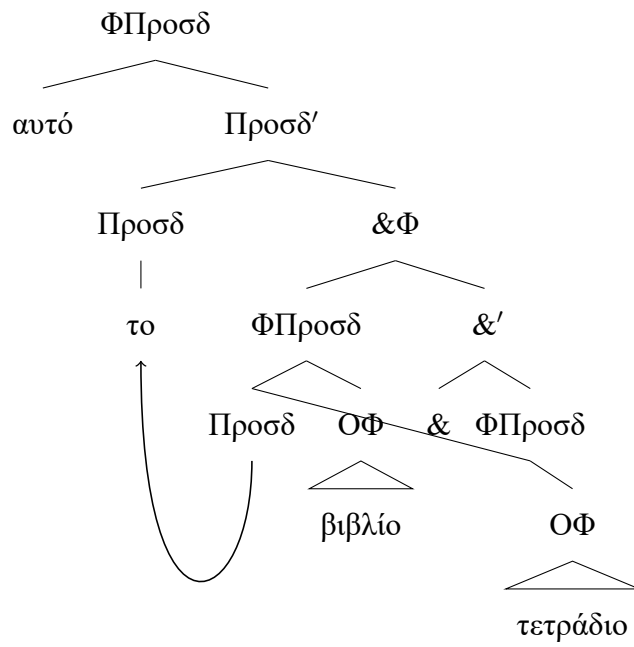 ΦΠροσδ
αυτό Προσδ′
Προσδ &Φ
το ΦΠροσδ &′
Προσδ ΟΦ & ΦΠροσδ
βιβλίο ΟΦ
τετράδιο